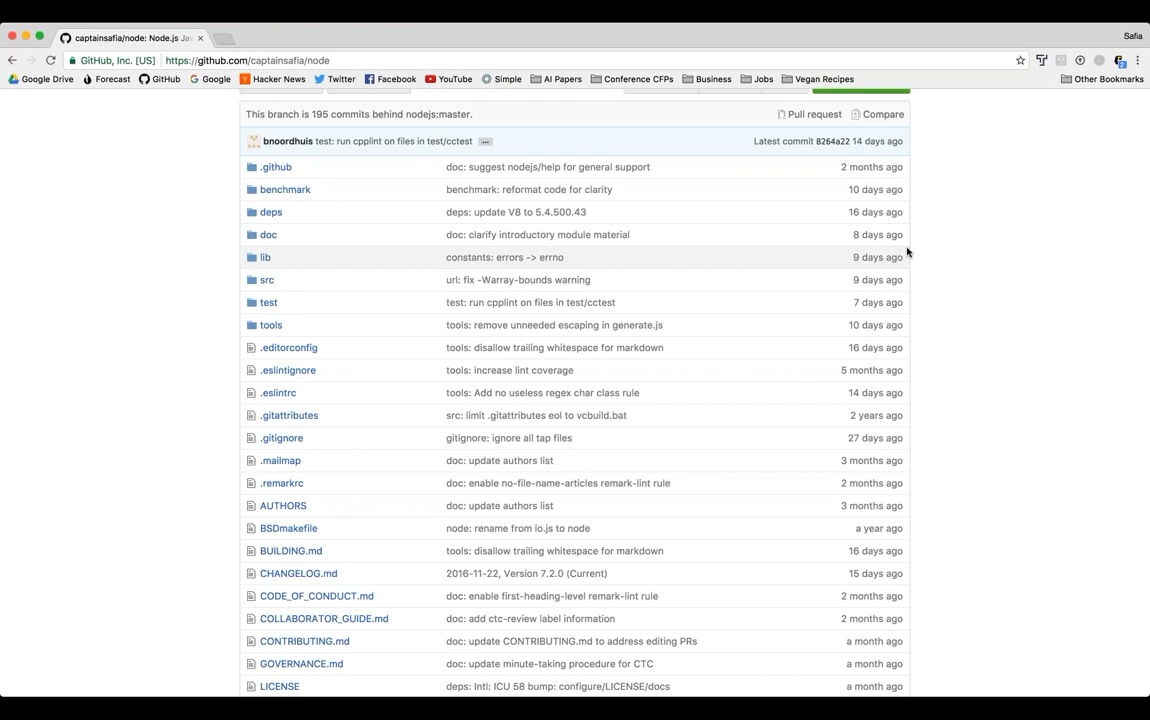 captainsafia/node: Node.js Ja
Safia
GitHub, Inc. [US] https://github.com/captainsafia/node
Google Drive Forecast GitHub Google Hacker News Twitter Facebook YouTube Simple AI Papers Conference CFPs Business Jobs Vegan Recipes Other Bookmarks
This branch is 195 commits behind nodejs:master. Pull request Compare
bnoordhuis test: run cpplint on files in test/cctest ... Latest commit 8264a22 14 days ago
.github doc: suggest nodejs/help for general support 2 months ago
benchmark benchmark: reformat code for clarity 10 days ago
deps deps: update V8 to 5.4.500.43 16 days ago
doc doc: clarify introductory module material 8 days ago
lib constants: errors -> errno 9 days ago
src url: fix -Warray-bounds warning 9 days ago
test test: run cpplint on files in test/cctest 7 days ago
tools tools: remove unneeded escaping in generate.js 10 days ago
.editorconfig tools: disallow trailing whitespace for markdown 16 days ago
.eslintignore tools: increase lint coverage 5 months ago
.eslintrc tools: Add no useless regex char class rule 14 days ago
.gitattributes src: limit .gitattributes eol to vcbuild.bat 2 years ago
.gitignore gitignore: ignore all tap files 27 days ago
.mailmap doc: update authors list 3 months ago
.remarkrc doc: enable no-file-name-articles remark-lint rule 2 months ago
AUTHORS doc: update authors list 3 months ago
BSDmakefile node: rename from io.js to node a year ago
BUILDING.md tools: disallow trailing whitespace for markdown 16 days ago
CHANGELOG.md 2016-11-22, Version 7.2.0 (Current) 15 days ago
CODE_OF_CONDUCT.md doc: enable first-heading-level remark-lint rule 2 months ago
COLLABORATOR_GUIDE.md doc: add ctc-review label information 2 months ago
CONTRIBUTING.md doc: update CONTRIBUTING.md to address editing PRs a month ago
GOVERNANCE.md doc: update minute-taking procedure for CTC a month ago
LICENSE deps: Intl: ICU 58 bump: configure/LICENSE/docs a month ago